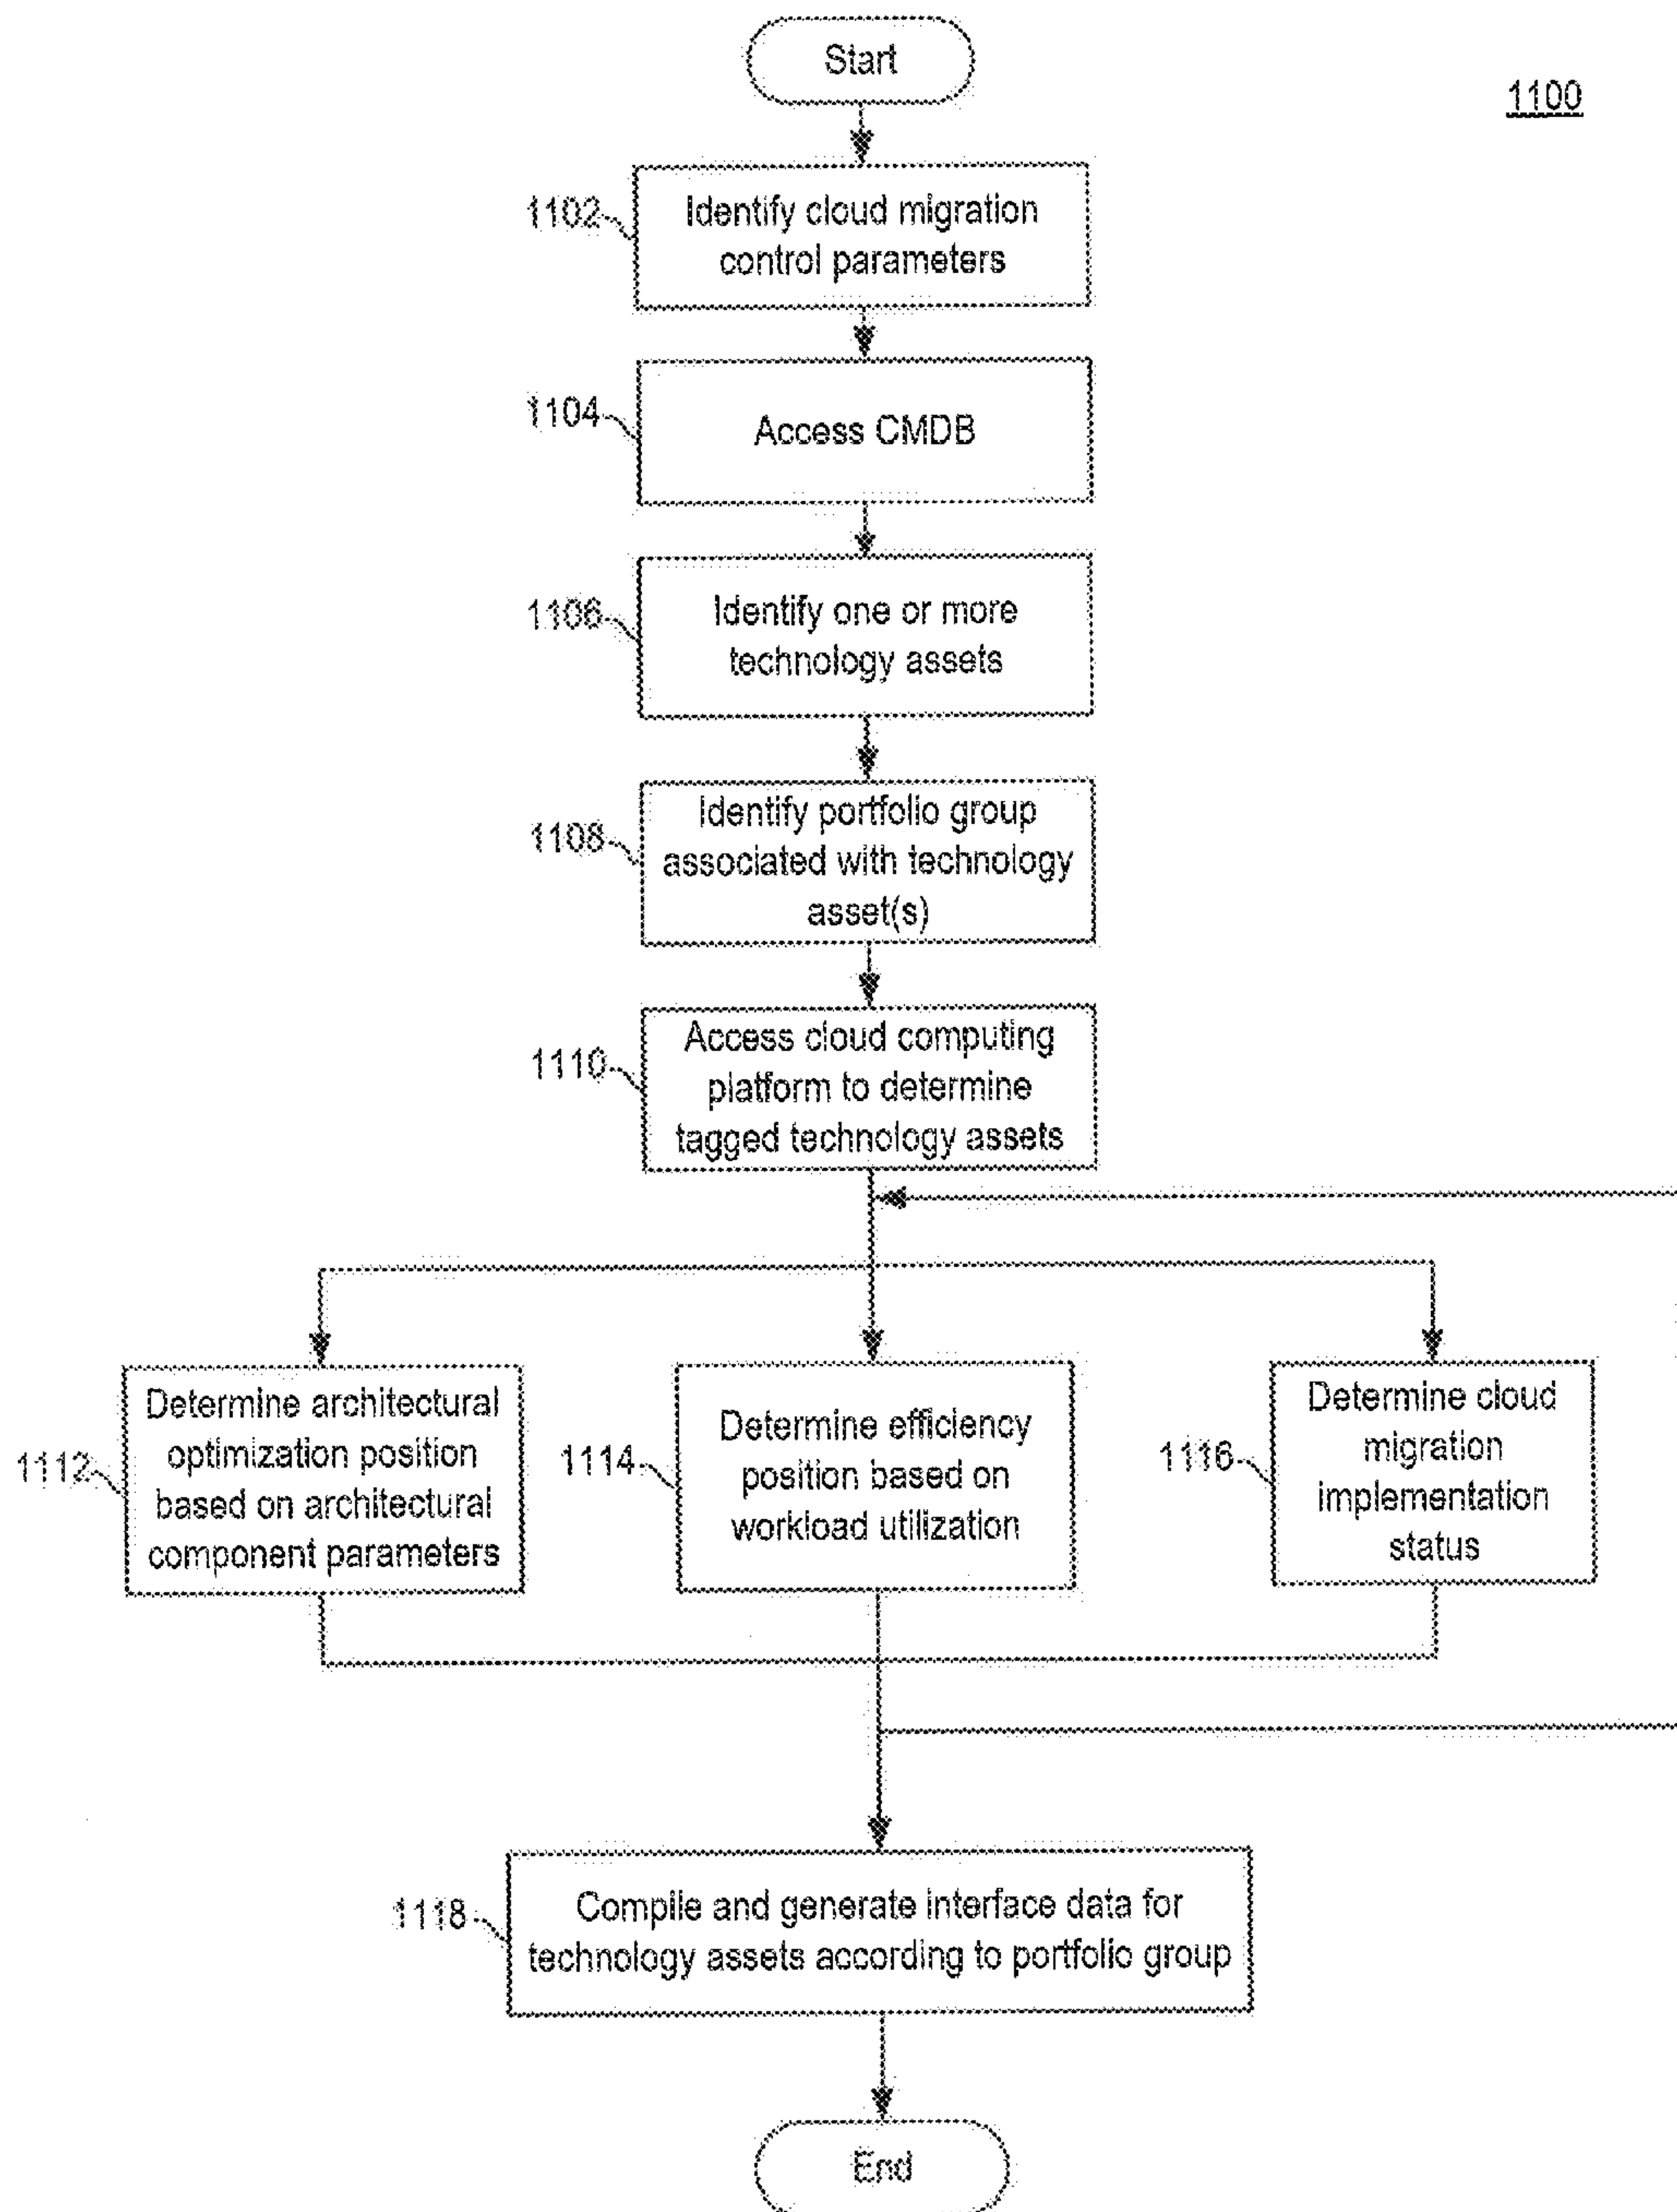 Start
1100
1102
Identify cloud migration
control parameters
1104
Access CMDB
1106
Identify one or more
technology assets
1108
Identify portfolio group
associated with technology
asset(s)
1110
Access cloud computing
platform to determine
tagged technology assets
1112
Determine architectural
optimization position
based on architectural
component parameters
1114
Determine efficiency
position based on
workload utilization
1116
Determine cloud
migration
implementation
status
1118
Compile and generate interface data for
technology assets according to portfolio group
End